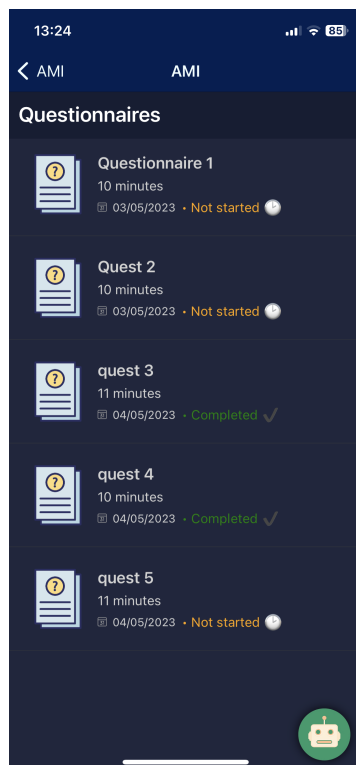 13:24
85
AMI
AMI
Questionnaires
Questionnaire 1
10 minutes
03/05/2023 • Not started
Quest 2
10 minutes
03/05/2023 • Not started
quest 3
11 minutes
04/05/2023 • Completed
quest 4
10 minutes
04/05/2023 • Completed
quest 5
11 minutes
04/05/2023 • Not started